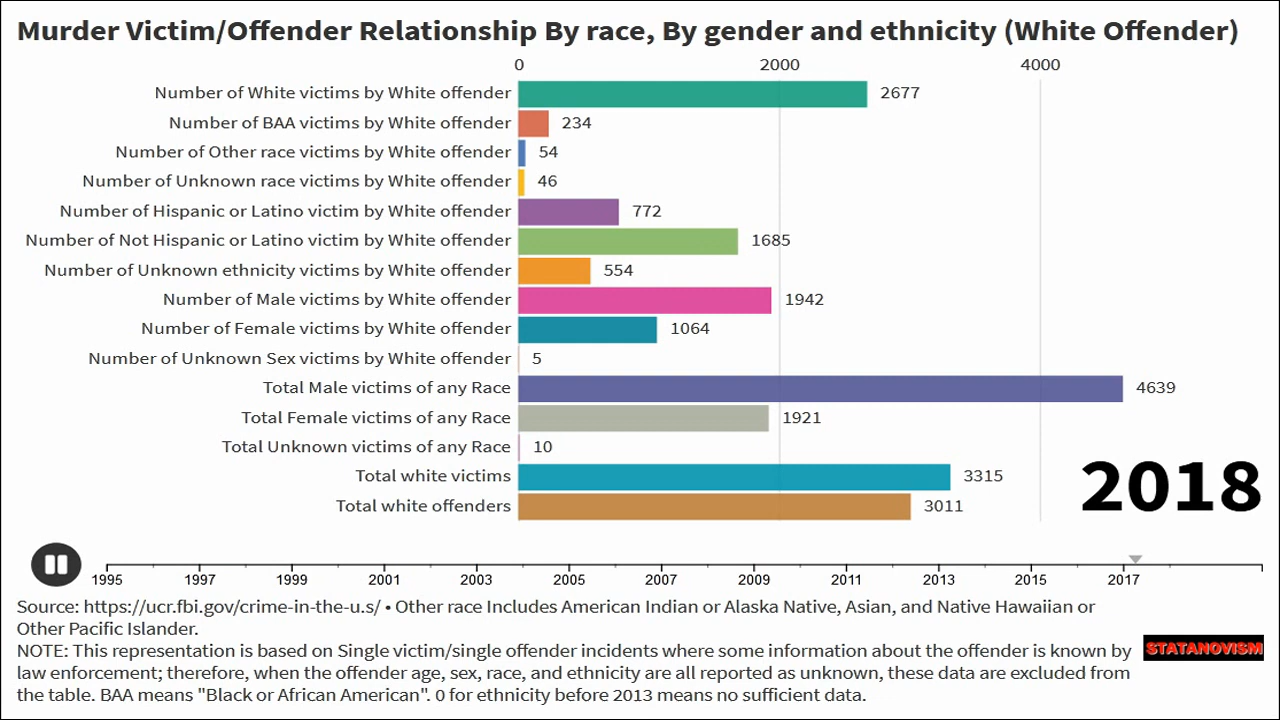 Murder Victim/Offender Relationship By race, By gender and ethnicity (White Offender)
0 2000 4000
Number of White victims by White offender 2677
Number of BAA victims by White offender 234
Number of Other race victims by White offender 54
Number of Unknown race victims by White offender 46
Number of Hispanic or Latino victim by White offender 772
Number of Not Hispanic or Latino victim by White offender 1685
Number of Unknown ethnicity victims by White offender 554
Number of Male victims by White offender 1942
Number of Female victims by White offender 1064
Number of Unknown Sex victims by White offender 5
Total Male victims of any Race 4639
Total Female victims of any Race 1921
Total Unknown victims of any Race 10
Total white victims 3315
Total white offenders 3011
2018
1995 1997 1999 2001 2003 2005 2007 2009 2011 2013 2015 2017
Source: https://ucr.fbi.gov/crime-in-the-u.s/ • Other race Includes American Indian or Alaska Native, Asian, and Native Hawaiian or
Other Pacific Islander.
NOTE: This representation is based on Single victim/single offender incidents where some information about the offender is known by
law enforcement; therefore, when the offender age, sex, race, and ethnicity are all reported as unknown, these data are excluded from
the table. BAA means "Black or African American". 0 for ethnicity before 2013 means no sufficient data.
STATANOVISM